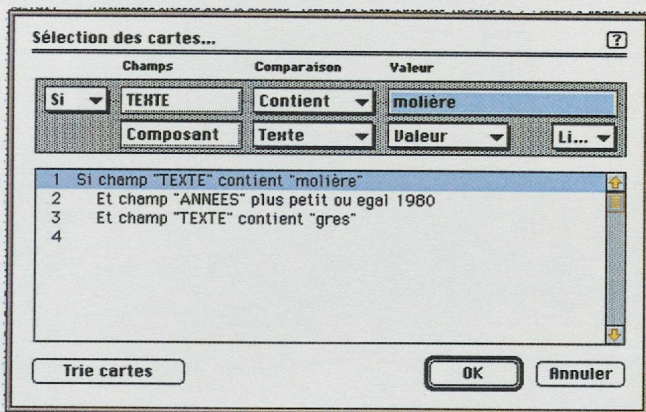 Sélection des cartes... ?
Champs Comparaison Valeur
Si TEXTE Contient molière
Composant Texte Valeur Li...
1 Si champ "TEXTE" contient "molière"
2 Et champ "ANNEES" plus petit ou egal 1980
3 Et champ "TEXTE" contient "gres"
4
Trie cartes OK Annuler